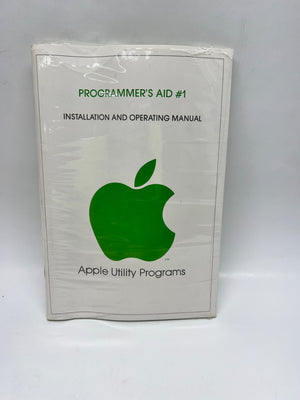 PROGRAMMER'S AID #1
INSTALLATION AND OPERATING MANUAL
Apple Utility Programs